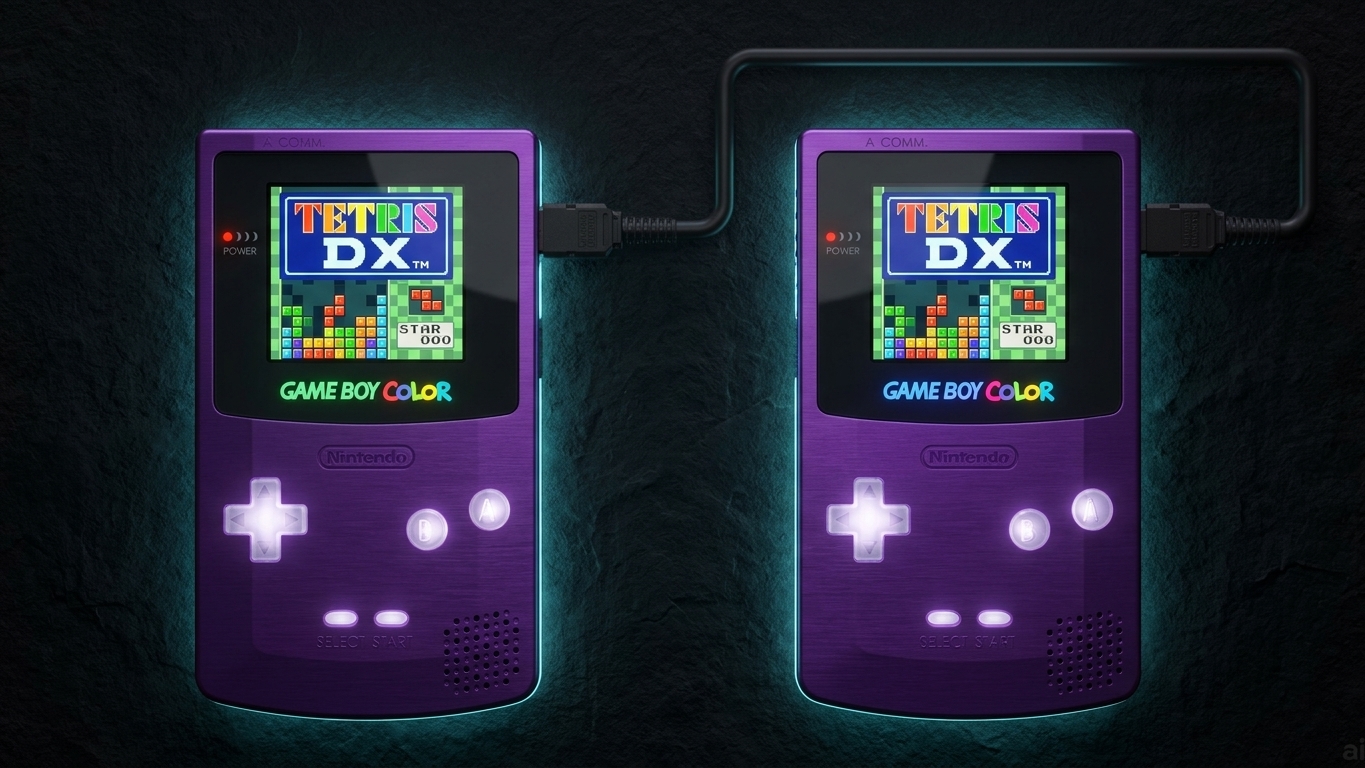 A COMM.
TETRIS
DX™
POWER
STAR
000
GAME BOY COLOR
Nintendo
A
B
SELECT START
A COMM.
TETRIS
DX™
POWER
STAR
000
GAME BOY COLOR
Nintendo
A
B
SELECT START